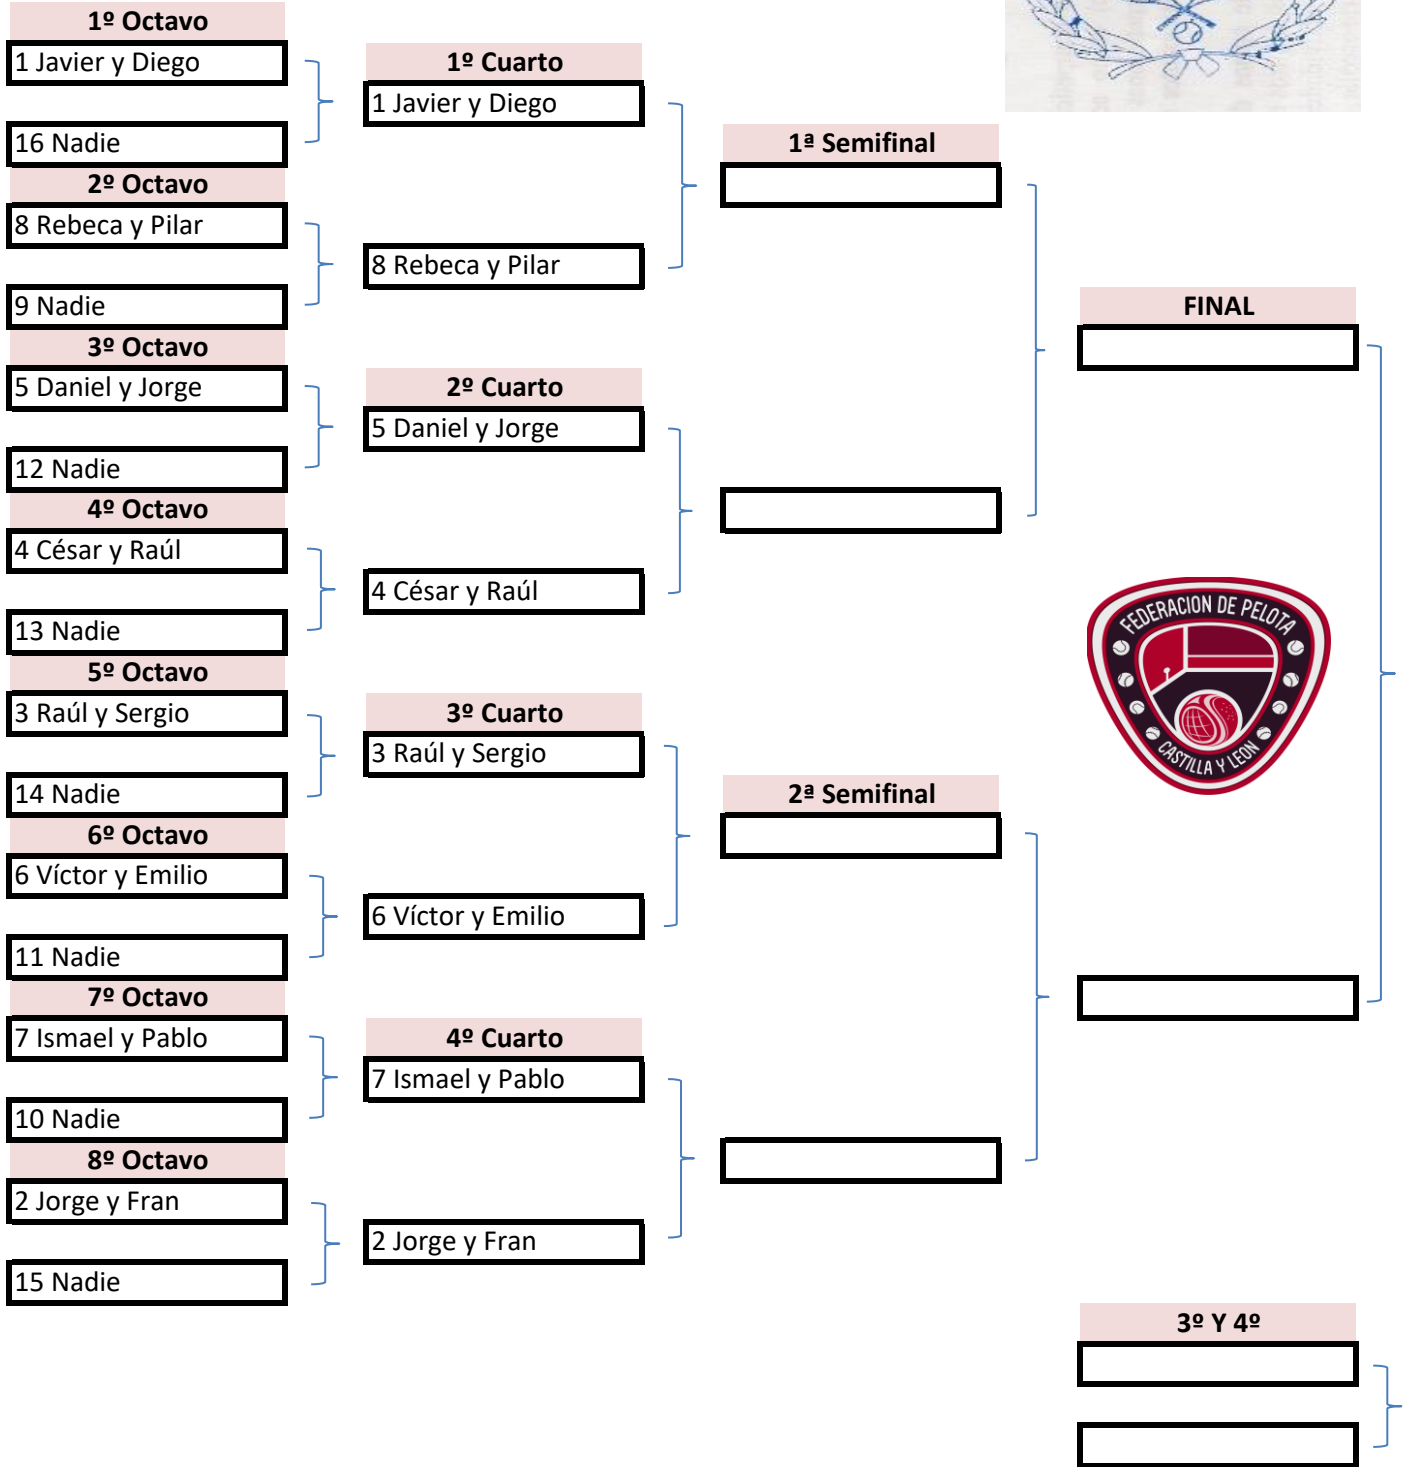 1º Octavo
1 Javier y Diego
16 Nadie
2º Octavo
8 Rebeca y Pilar
9 Nadie
3º Octavo
5 Daniel y Jorge
12 Nadie
4º Octavo
4 César y Raúl
13 Nadie
5º Octavo
3 Raúl y Sergio
14 Nadie
6º Octavo
6 Víctor y Emilio
11 Nadie
7º Octavo
7 Ismael y Pablo
10 Nadie
8º Octavo
2 Jorge y Fran
15 Nadie
1º Cuarto
1 Javier y Diego
8 Rebeca y Pilar
2º Cuarto
5 Daniel y Jorge
4 César y Raúl
3º Cuarto
3 Raúl y Sergio
6 Víctor y Emilio
4º Cuarto
7 Ismael y Pablo
2 Jorge y Fran
1ª Semifinal
2ª Semifinal
FINAL
FEDERACION DE PELOTA
CASTILLA Y LEON
3º Y 4º